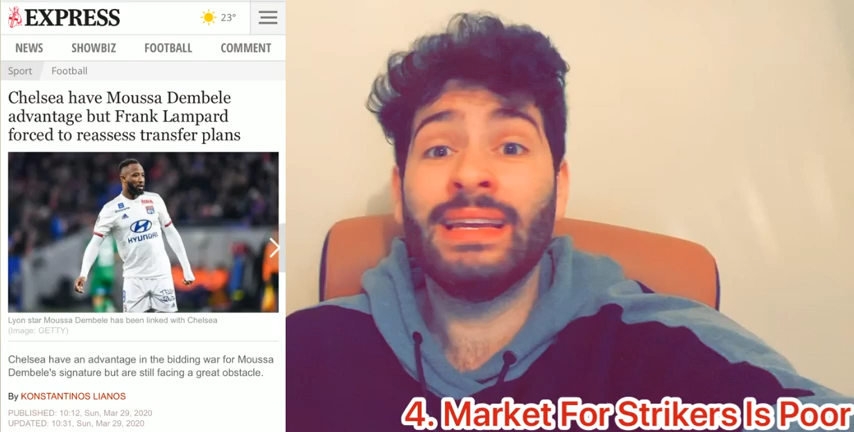 EXPRESS
23°
NEWS SHOWBIZ FOOTBALL COMMENT
Sport Football
Chelsea have Moussa Dembele
advantage but Frank Lampard
forced to reassess transfer plans
HYUNDAI
Lyon star Moussa Dembele has been linked with Chelsea
(Image: GETTY)
Chelsea have an advantage in the bidding war for Moussa
Dembele's signature but are still facing a great obstacle.
By KONSTANTINOS LIANOS
PUBLISHED: 10:12, Sun, Mar 29, 2020
UPDATED: 10:31, Sun, Mar 29, 2020
4. Market For Strikers Is Poor